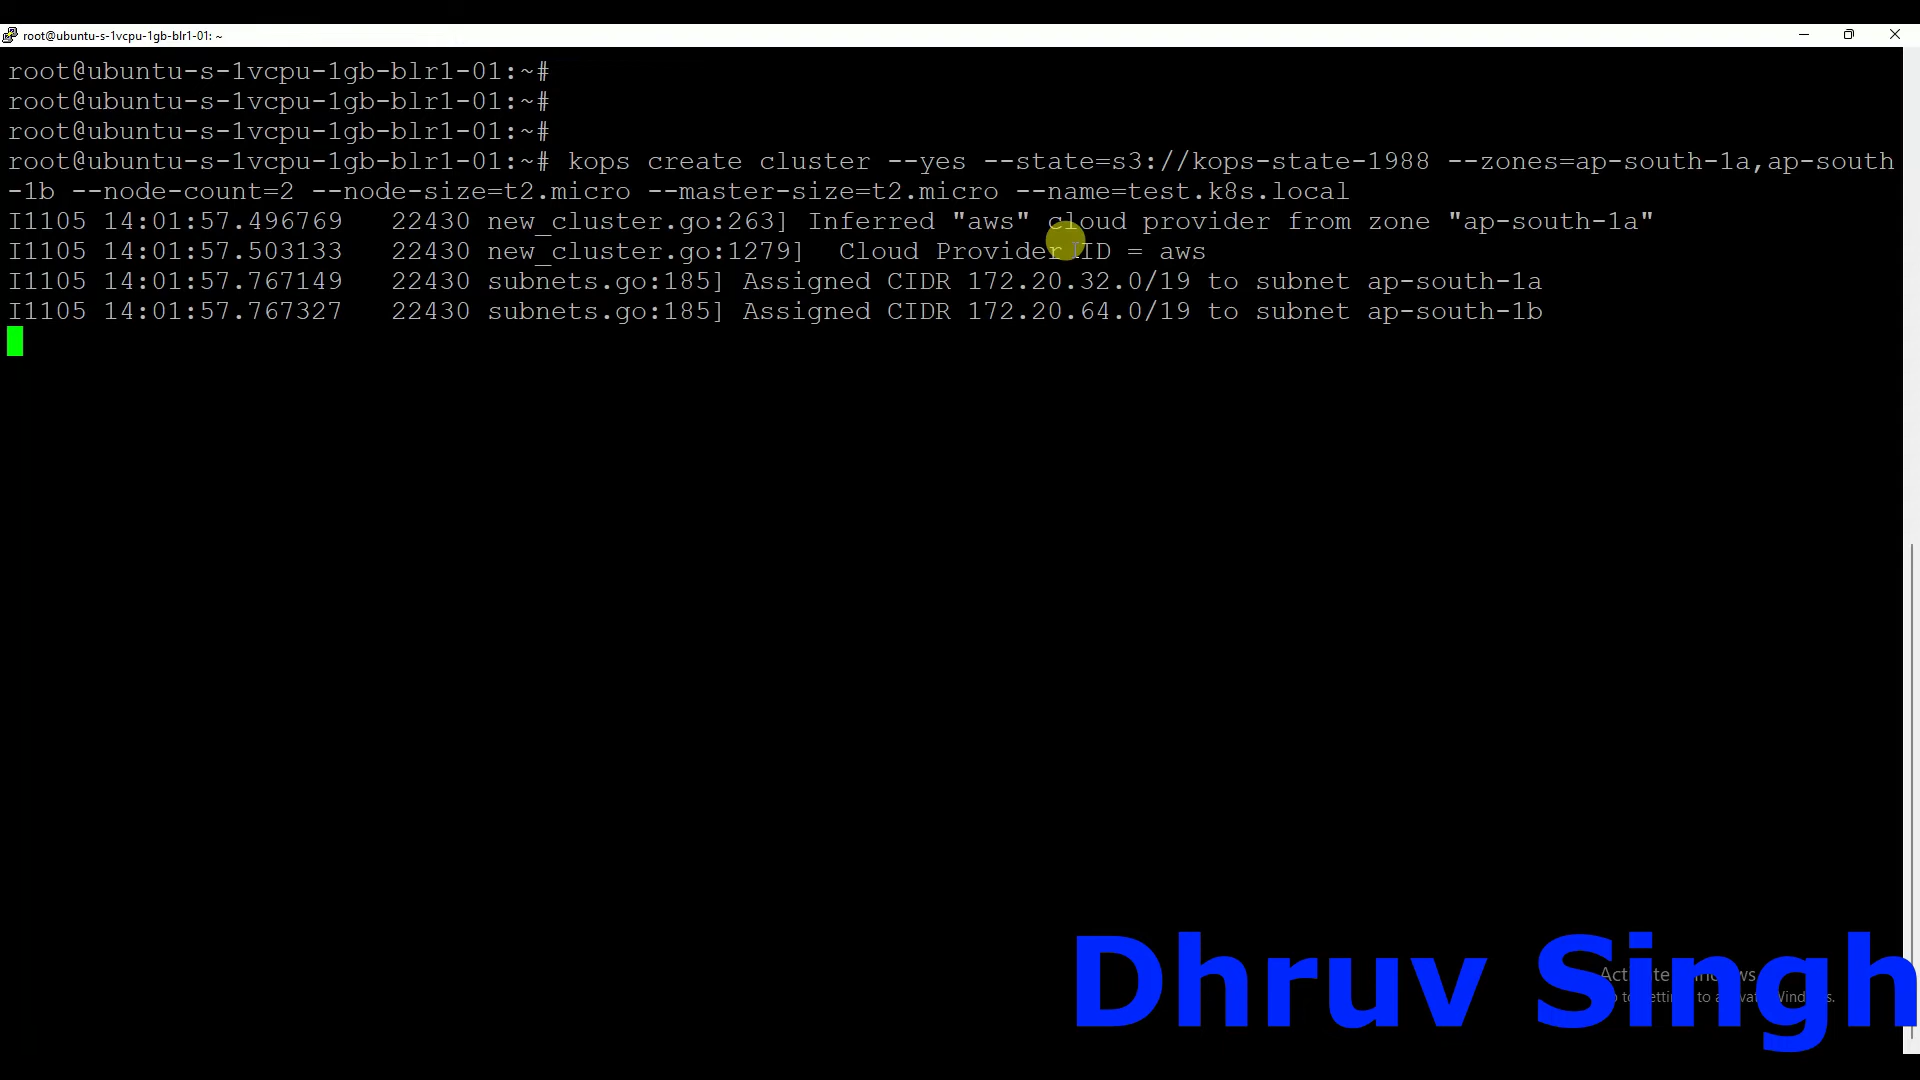 root@ubuntu-s-1vcpu-1gb-blr1-01: ~
root@ubuntu-s-1vcpu-1gb-blr1-01:~#
root@ubuntu-s-1vcpu-1gb-blr1-01:~#
root@ubuntu-s-1vcpu-1gb-blr1-01:~#
root@ubuntu-s-1vcpu-1gb-blr1-01:~# kops create cluster --yes --state=s3://kops-state-1988 --zones=ap-south-1a,ap-south
-1b --node-count=2 --node-size=t2.micro --master-size=t2.micro --name=test.k8s.local
I1105 14:01:57.496769   22430 new_cluster.go:263] Inferred "aws" cloud provider from zone "ap-south-1a"
I1105 14:01:57.503133   22430 new_cluster.go:1279]  Cloud Provider ID = aws
I1105 14:01:57.767149   22430 subnets.go:185] Assigned CIDR 172.20.32.0/19 to subnet ap-south-1a
I1105 14:01:57.767327   22430 subnets.go:185] Assigned CIDR 172.20.64.0/19 to subnet ap-south-1b
Dhruv Singh